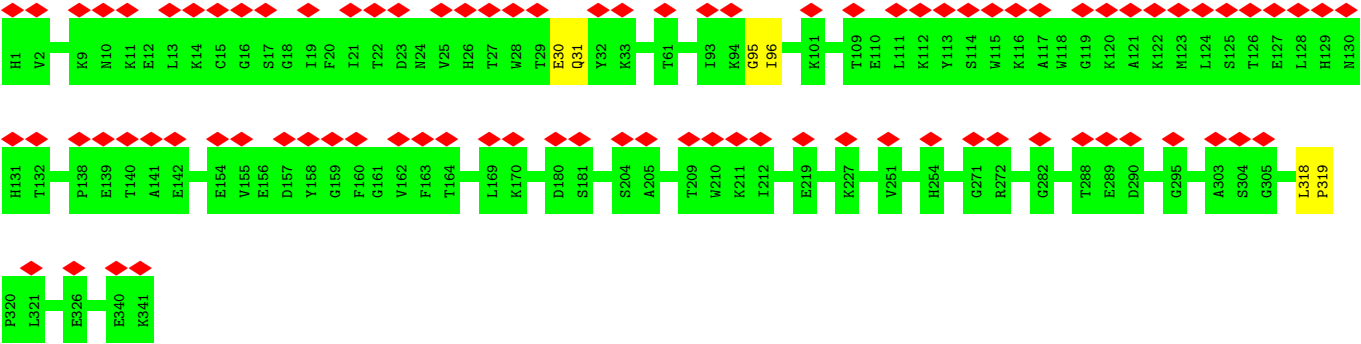 H1 V2 K9 N10 K11 E12 L13 K14 C15 G16 S17 G18 I19 F20 I21 T22 D23 N24 V25 H26 T27 W28 T29 E30 Q31 Y32 K33 T61 I93 K94 G95 I96 K101 T109 E110 L111 K112 Y113 S114 W115 K116 A117 W118 G119 K120 A121 K122 M123 L124 S125 T126 E127 L128 H129 N130
H131 T132 P138 E139 T140 A141 E142 E154 V155 E156 D157 Y158 G159 F160 G161 V162 F163 T164 L169 K170 D180 S181 S204 A205 T209 W210 K211 I212 E219 K227 V251 H254 G271 R272 G282 T288 E289 D290 G295 A303 S304 G305 L318 P319
P320 L321 E326 E340 K341